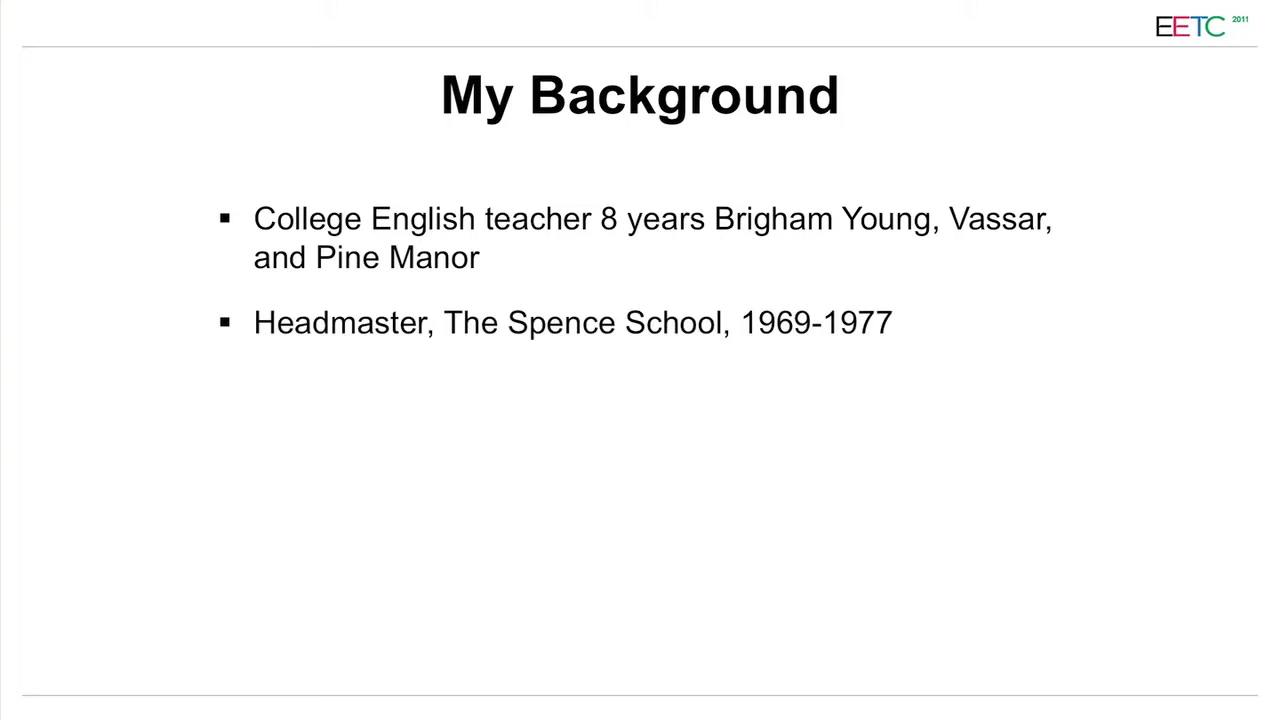 EETC 2011
My Background
▪ College English teacher 8 years Brigham Young, Vassar,
and Pine Manor
▪ Headmaster, The Spence School, 1969-1977